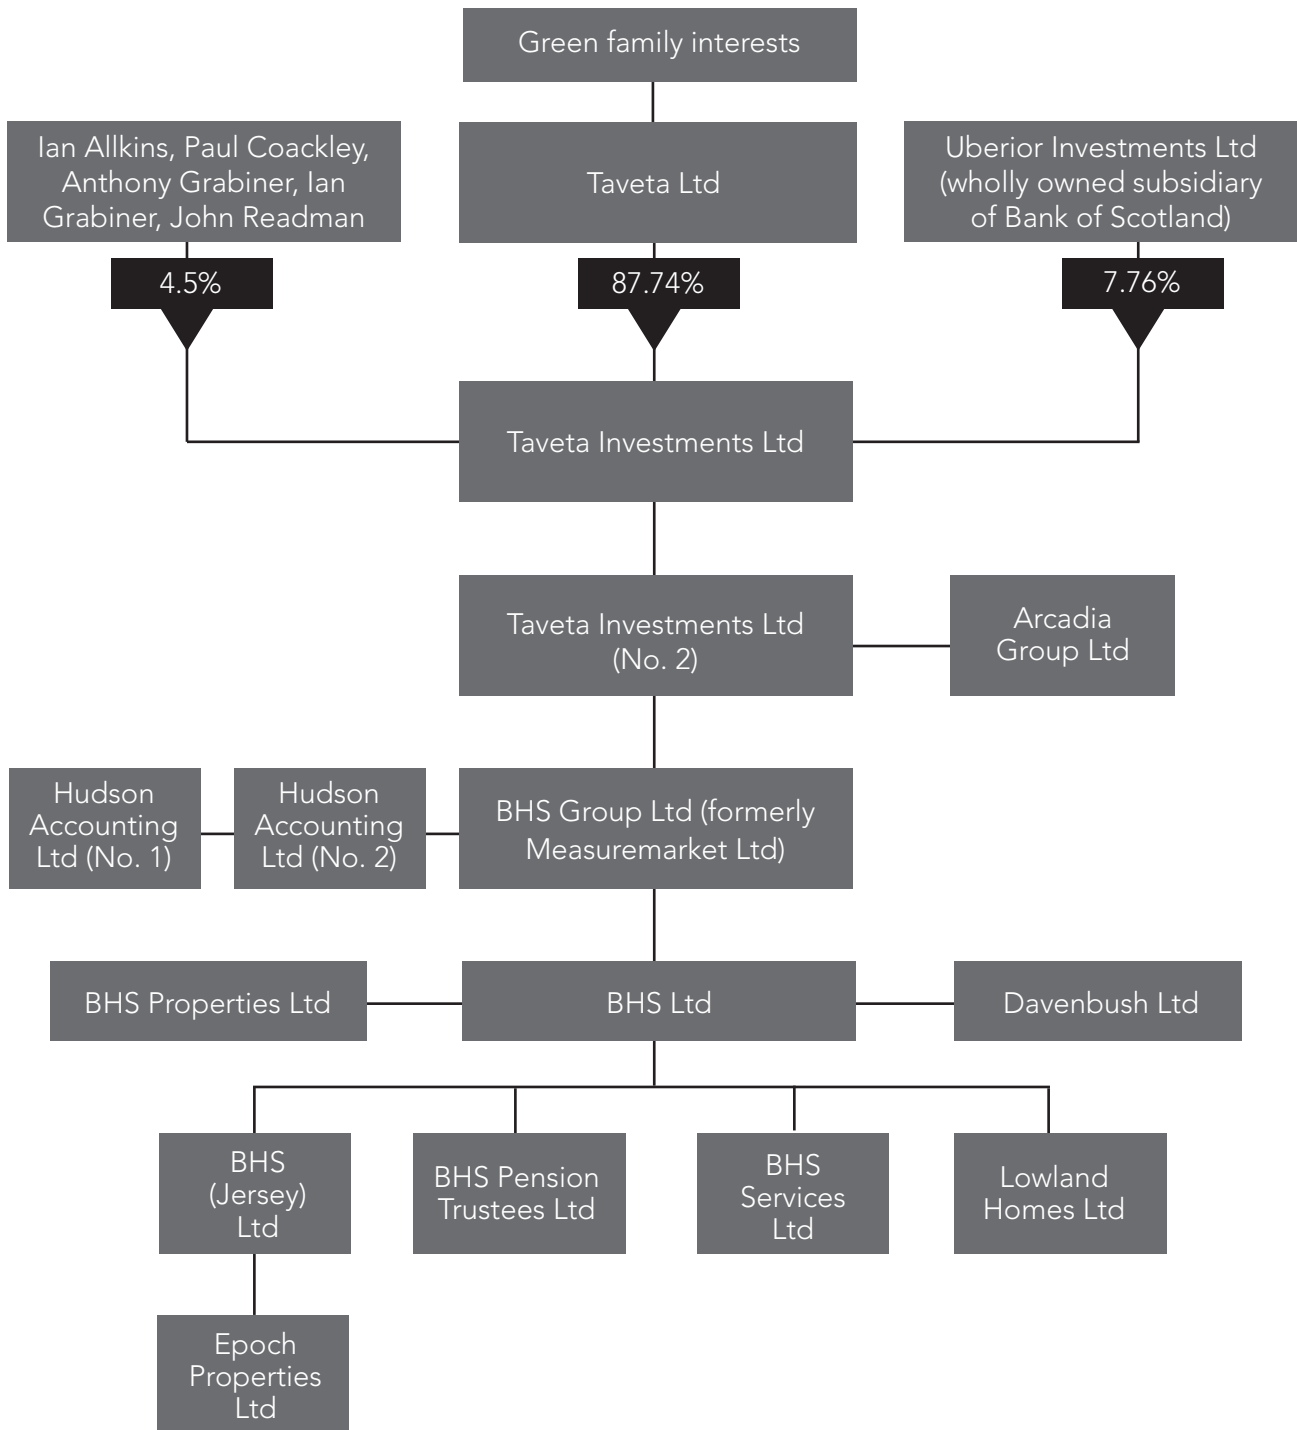 Green family interests
Ian Allkins, Paul Coackley,
Anthony Grabiner, Ian
Grabiner, John Readman
Taveta Ltd
Uberior Investments Ltd
(wholly owned subsidiary
of Bank of Scotland)
4.5%
87.74%
7.76%
Taveta Investments Ltd
Taveta Investments Ltd
(No. 2)
Arcadia
Group Ltd
Hudson
Accounting
Ltd (No. 1)
Hudson
Accounting
Ltd (No. 2)
BHS Group Ltd (formerly
Measuremarket Ltd)
BHS Properties Ltd
BHS Ltd
Davenbush Ltd
BHS
(Jersey)
Ltd
BHS Pension
Trustees Ltd
BHS
Services
Ltd
Lowland
Homes Ltd
Epoch
Properties
Ltd